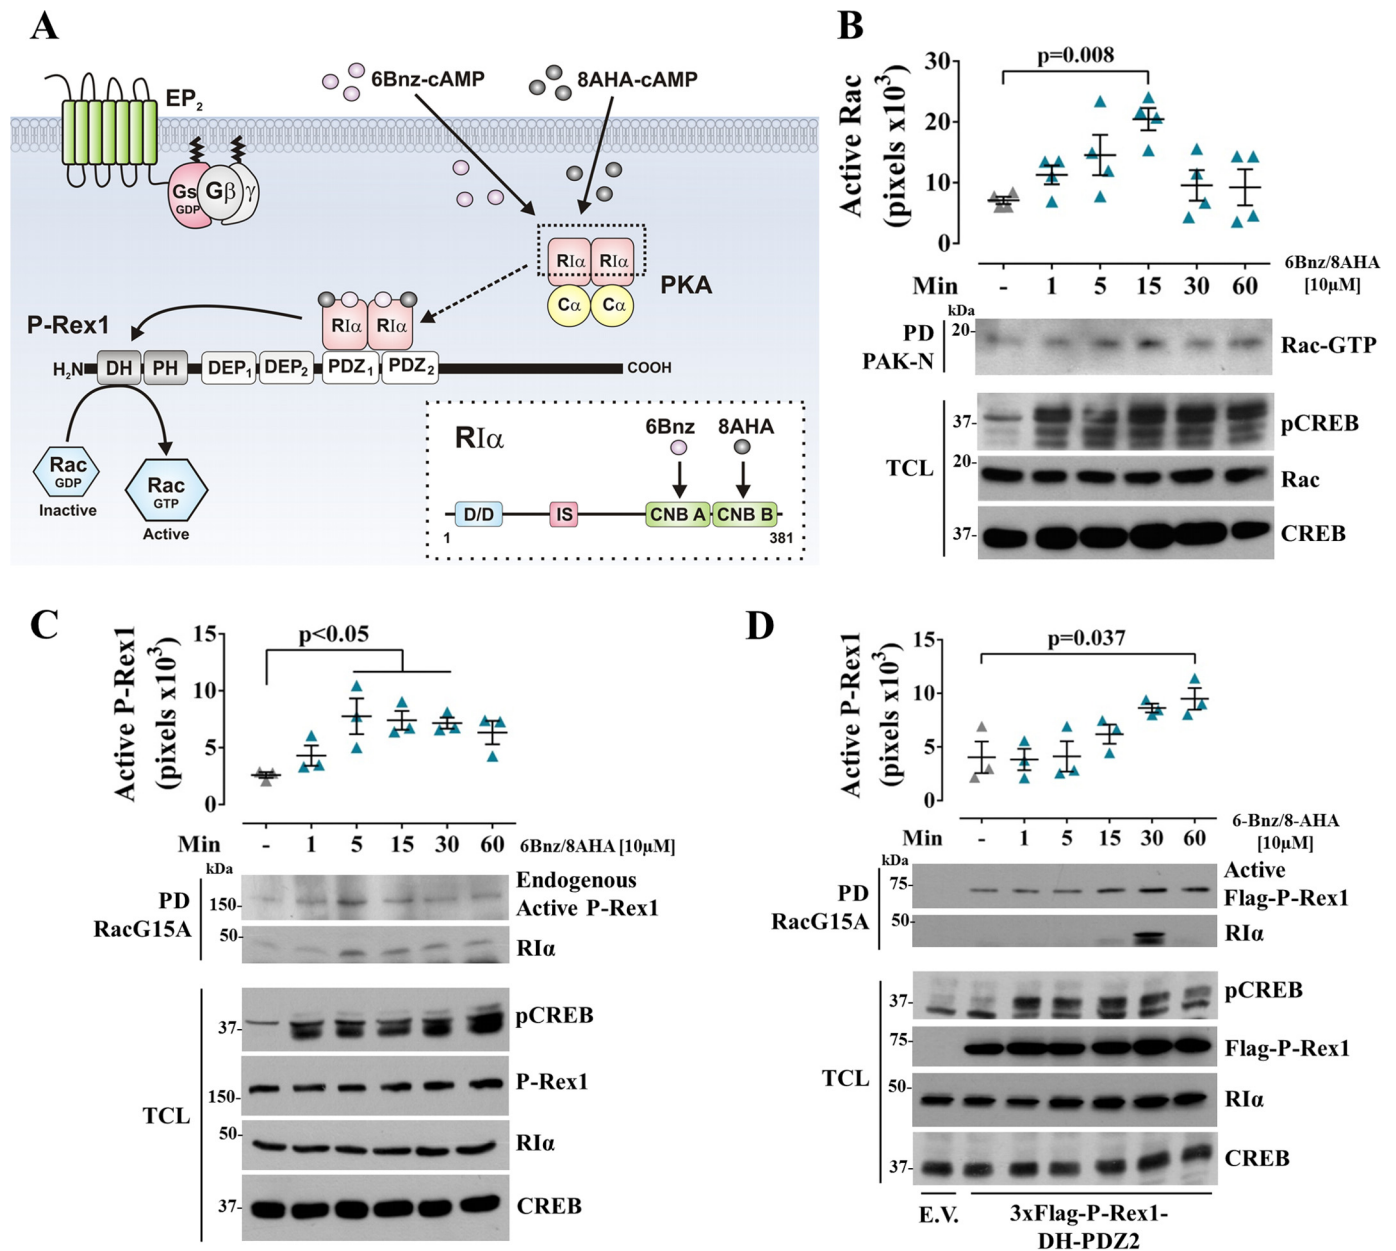 A
EP2
6Bnz-cAMP
8AHA-cAMP
Gs
GDP
Gβ
γ
RIα
RIα
Cα
Cα
PKA
P-Rex1
RIα
RIα
H2N
DH
PH
DEP1
DEP2
PDZ1
PDZ2
COOH
Rac
GDP
Inactive
Rac
GTP
Active
RIα
6Bnz
8AHA
D/D
IS
CNB A
CNB B
1
381
B
Active Rac
(pixels x10³)
30
20
10
0
p=0.008
Min
-
1
5
15
30
60
6Bnz/8AHA
[10µM]
kDa
PD
PAK-N
20-
Rac-GTP
TCL
37-
pCREB
20-
Rac
37-
CREB
C
Active P-Rex1
(pixels x10³)
15
10
5
0
p<0.05
Min
-
1
5
15
30
60
6Bnz/8AHA [10µM]
kDa
PD
RacG15A
150-
Endogenous
Active P-Rex1
50-
RIα
TCL
37-
pCREB
150-
P-Rex1
50-
RIα
37-
CREB
D
Active P-Rex1
(pixels x10³)
15
10
5
0
p=0.037
Min
-
1
5
15
30
60
6-Bnz/8-AHA
[10µM]
kDa
PD
RacG15A
75-
Active
Flag-P-Rex1
50-
RIα
TCL
37-
pCREB
75-
Flag-P-Rex1
50-
RIα
37-
CREB
E.V.
3xFlag-P-Rex1-
DH-PDZ2